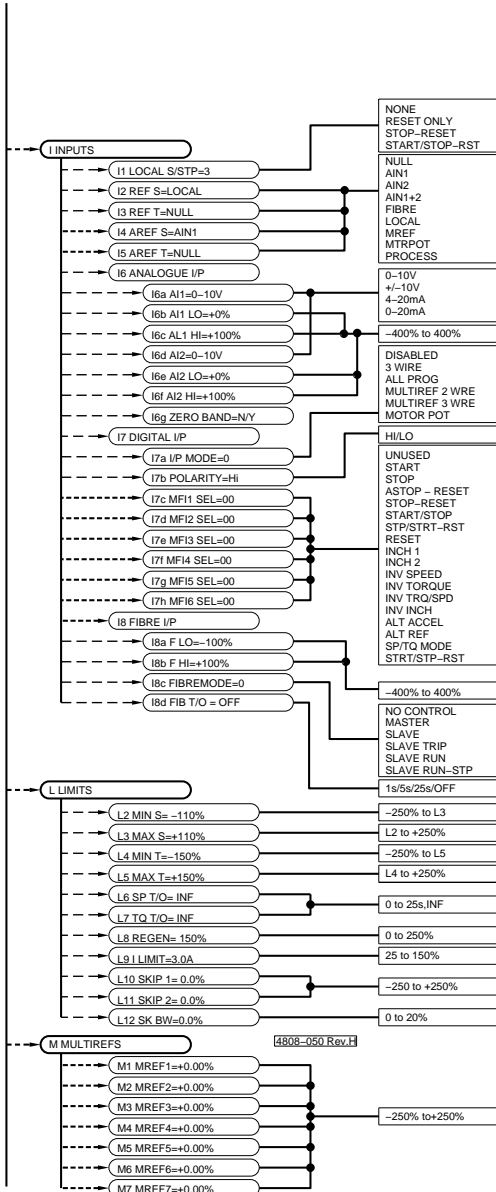 I INPUTS
I1 LOCAL S/STP=3
NONE
RESET ONLY
STOP–RESET
START/STOP–RST
I2 REF S=LOCAL
I3 REF T=NULL
I4 AREF S=AIN1
I5 AREF T=NULL
NULL
AIN1
AIN2
AIN1+2
FIBRE
LOCAL
MREF
MTRPOT
PROCESS
I6 ANALOGUE I/P
I6a AI1=0–10V
I6b AI1 LO=+0%
I6c AL1 HI=+100%
I6d AI2=0–10V
I6e AI2 LO=+0%
I6f AI2 HI=+100%
I6g ZERO BAND=N/Y
0–10V
+/–10V
4–20mA
0–20mA
–400% to 400%
I7 DIGITAL I/P
I7a I/P MODE=0
DISABLED
3 WIRE
ALL PROG
MULTIREF 2 WRE
MULTIREF 3 WRE
MOTOR POT
I7b POLARITY=Hi
HI/LO
I7c MFI1 SEL=00
I7d MFI2 SEL=00
I7e MFI3 SEL=00
I7f MFI4 SEL=00
I7g MFI5 SEL=00
I7h MFI6 SEL=00
UNUSED
START
STOP
ASTOP – RESET
STOP–RESET
START/STOP
STP/STRT–RST
RESET
INCH 1
INCH 2
INV SPEED
INV TORQUE
INV TRQ/SPD
INV INCH
ALT ACCEL
ALT REF
SP/TQ MODE
STRT/STP–RST
I8 FIBRE I/P
I8a F LO=–100%
I8b F HI=+100%
–400% to 400%
I8c FIBREMODE=0
NO CONTROL
MASTER
SLAVE
SLAVE TRIP
SLAVE RUN
SLAVE RUN–STP
I8d FIB T/O = OFF
1s/5s/25s/OFF
L LIMITS
L2 MIN S= –110%
–250% to L3
L3 MAX S=+110%
L2 to +250%
L4 MIN T=–150%
–250% to L5
L5 MAX T=+150%
L4 to +250%
L6 SP T/O= INF
L7 TQ T/O= INF
0 to 25s,INF
L8 REGEN= 150%
0 to 250%
L9 I LIMIT=3.0A
25 to 150%
L10 SKIP 1= 0.0%
L11 SKIP 2= 0.0%
–250 to +250%
L12 SK BW=0.0%
0 to 20%
M MULTIREFS
4808–050 Rev.H
M1 MREF1=+0.00%
M2 MREF2=+0.00%
M3 MREF3=+0.00%
M4 MREF4=+0.00%
–250% to+250%
M5 MREF5=+0.00%
M6 MREF6=+0.00%
M7 MREF7=+0.00%